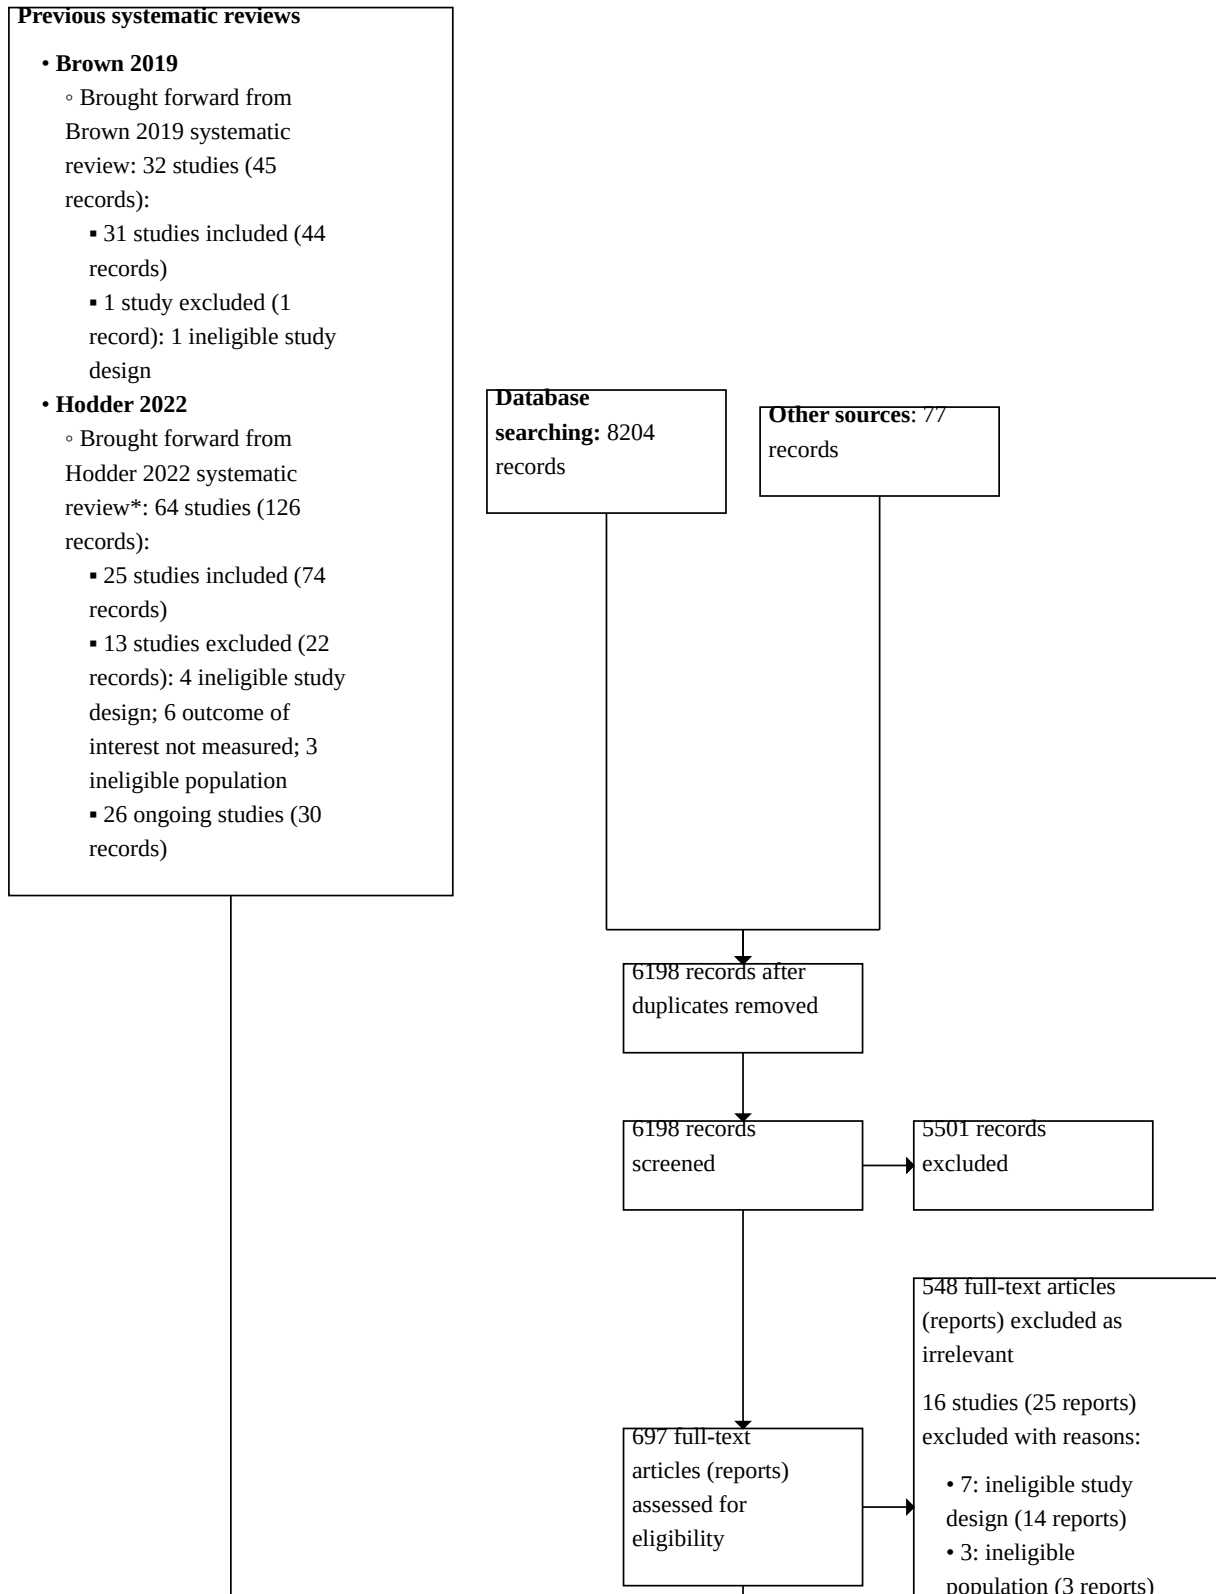 Previous systematic reviews
• Brown 2019
◦ Brought forward from
Brown 2019 systematic
review: 32 studies (45
records):
▪ 31 studies included (44
records)
▪ 1 study excluded (1
record): 1 ineligible study
design
• Hodder 2022
◦ Brought forward from
Hodder 2022 systematic
review*: 64 studies (126
records):
▪ 25 studies included (74
records)
▪ 13 studies excluded (22
records): 4 ineligible study
design; 6 outcome of
interest not measured; 3
ineligible population
▪ 26 ongoing studies (30
records)
Database
searching: 8204
records
Other sources: 77
records
6198 records after
duplicates removed
6198 records
screened
5501 records
excluded
697 full-text
articles (reports)
assessed for
eligibility
548 full-text articles
(reports) excluded as
irrelevant
16 studies (25 reports)
excluded with reasons:
• 7: ineligible study
design (14 reports)
• 3: ineligible
population (3 reports)